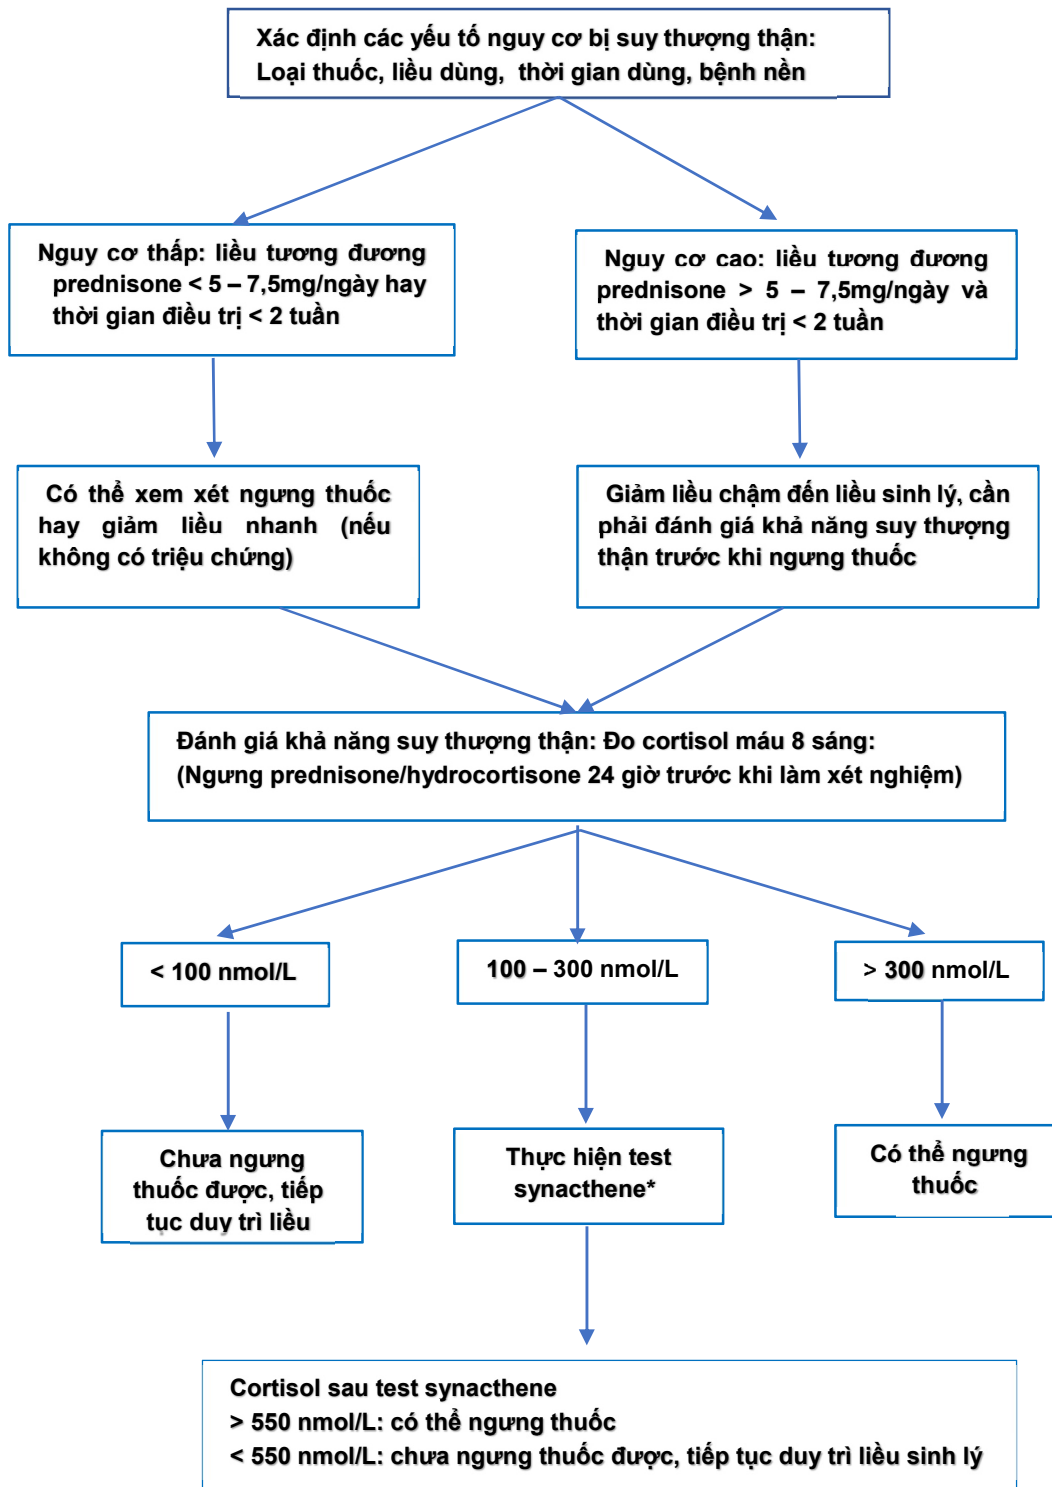 Xác định các yếu tố nguy cơ bị suy thượng thận:
Loại thuốc, liều dùng, thời gian dùng, bệnh nền
Nguy cơ thấp: liều tương đương
prednisone < 5 – 7,5mg/ngày hay
thời gian điều trị < 2 tuần
Nguy cơ cao: liều tương đương
prednisone > 5 – 7,5mg/ngày và
thời gian điều trị < 2 tuần
Có thể xem xét ngưng thuốc
hay giảm liều nhanh (nếu
không có triệu chứng)
Giảm liều chậm đến liều sinh lý, cần
phải đánh giá khả năng suy thượng
thận trước khi ngưng thuốc
Đánh giá khả năng suy thượng thận: Đo cortisol máu 8 sáng:
(Ngưng prednisone/hydrocortisone 24 giờ trước khi làm xét nghiệm)
< 100 nmol/L
100 – 300 nmol/L
> 300 nmol/L
Chưa ngưng
thuốc được, tiếp
tục duy trì liều
Thực hiện test
synacthene*
Có thể ngưng
thuốc
Cortisol sau test synacthene
> 550 nmol/L: có thể ngưng thuốc
< 550 nmol/L: chưa ngưng thuốc được, tiếp tục duy trì liều sinh lý